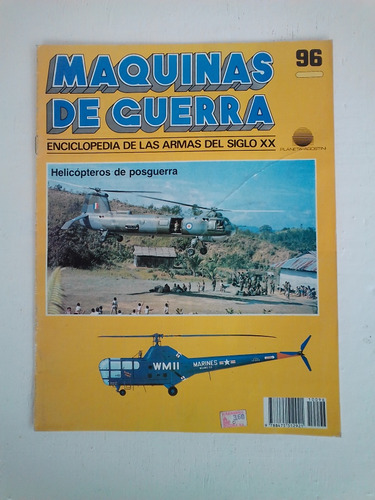 MAQUINAS
DE GUERRA
96
ENCICLOPEDIA DE LAS ARMAS DEL SIGLO XX
PLANETA-AGOSTINI
Helicópteros de posguerra
WM11
MARINES